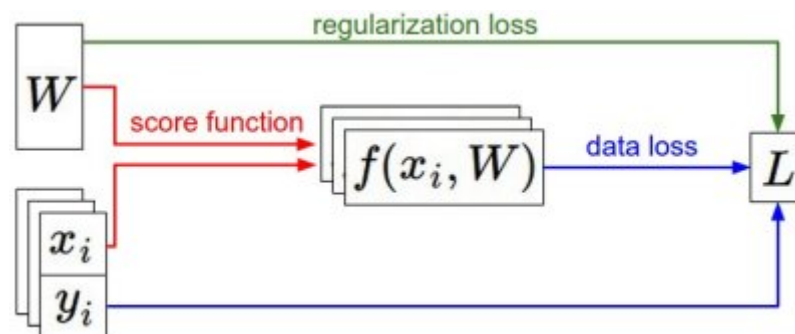 regularization loss
W
score function
f(x_i, W)
data loss
L
x_i
y_i